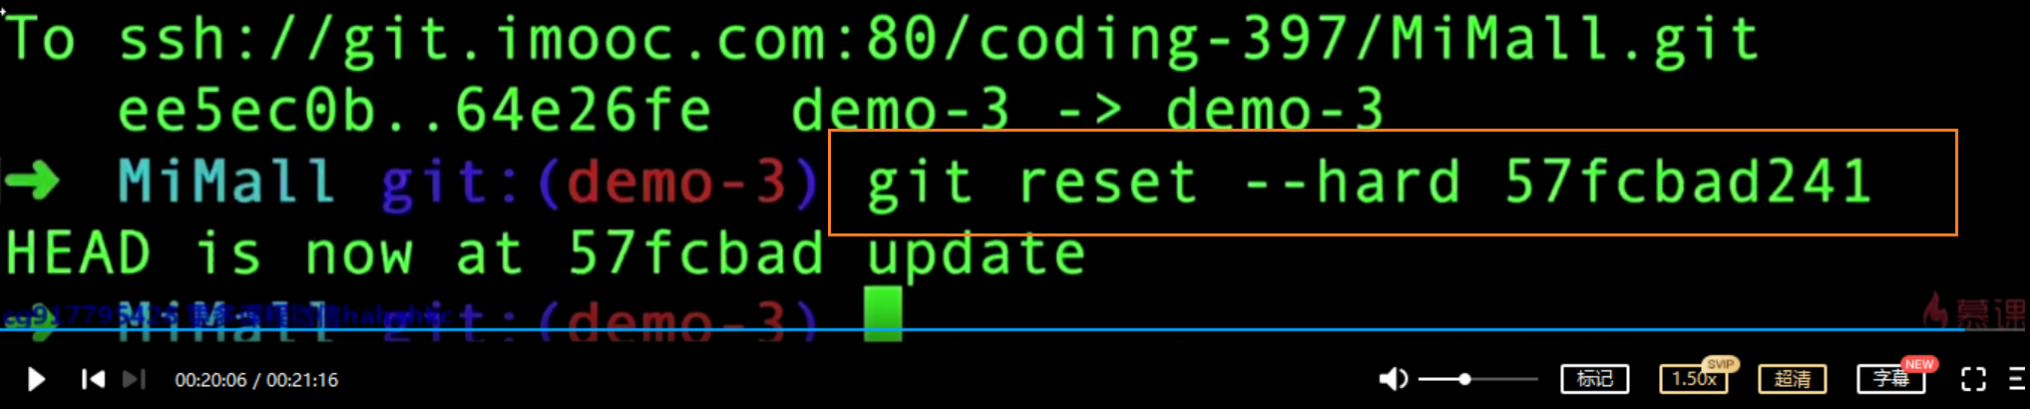 To ssh://git.imooc.com:80/coding-397/MiMall.git
ee5ec0b..64e26fe demo-3 -> demo-3
➜ MiMall git:(demo-3) git reset --hard 57fcbad241
HEAD is now at 57fcbad update
➜ MiMall git:(demo-3)
慕课
00:20:06 / 00:21:16
标记
1.50x
SVIP
超清
字幕
NEW